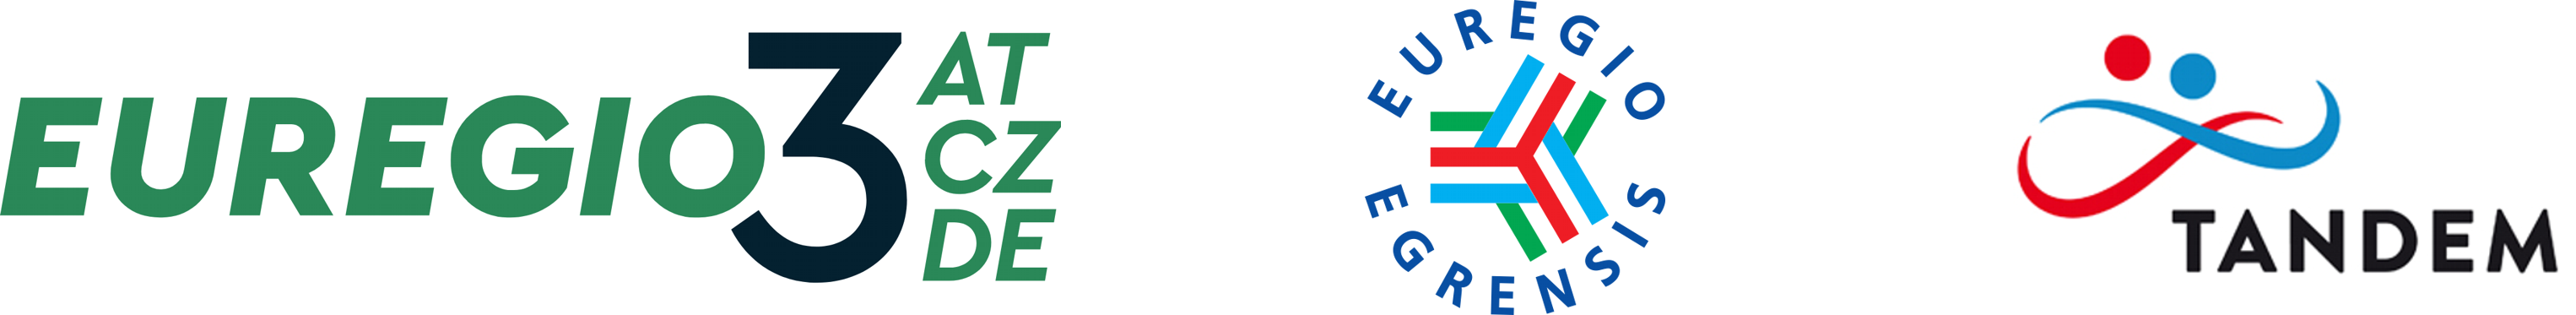 EUREGIO3
AT
CZ
DE
EUREGIO
EGRENSIS
TANDEM